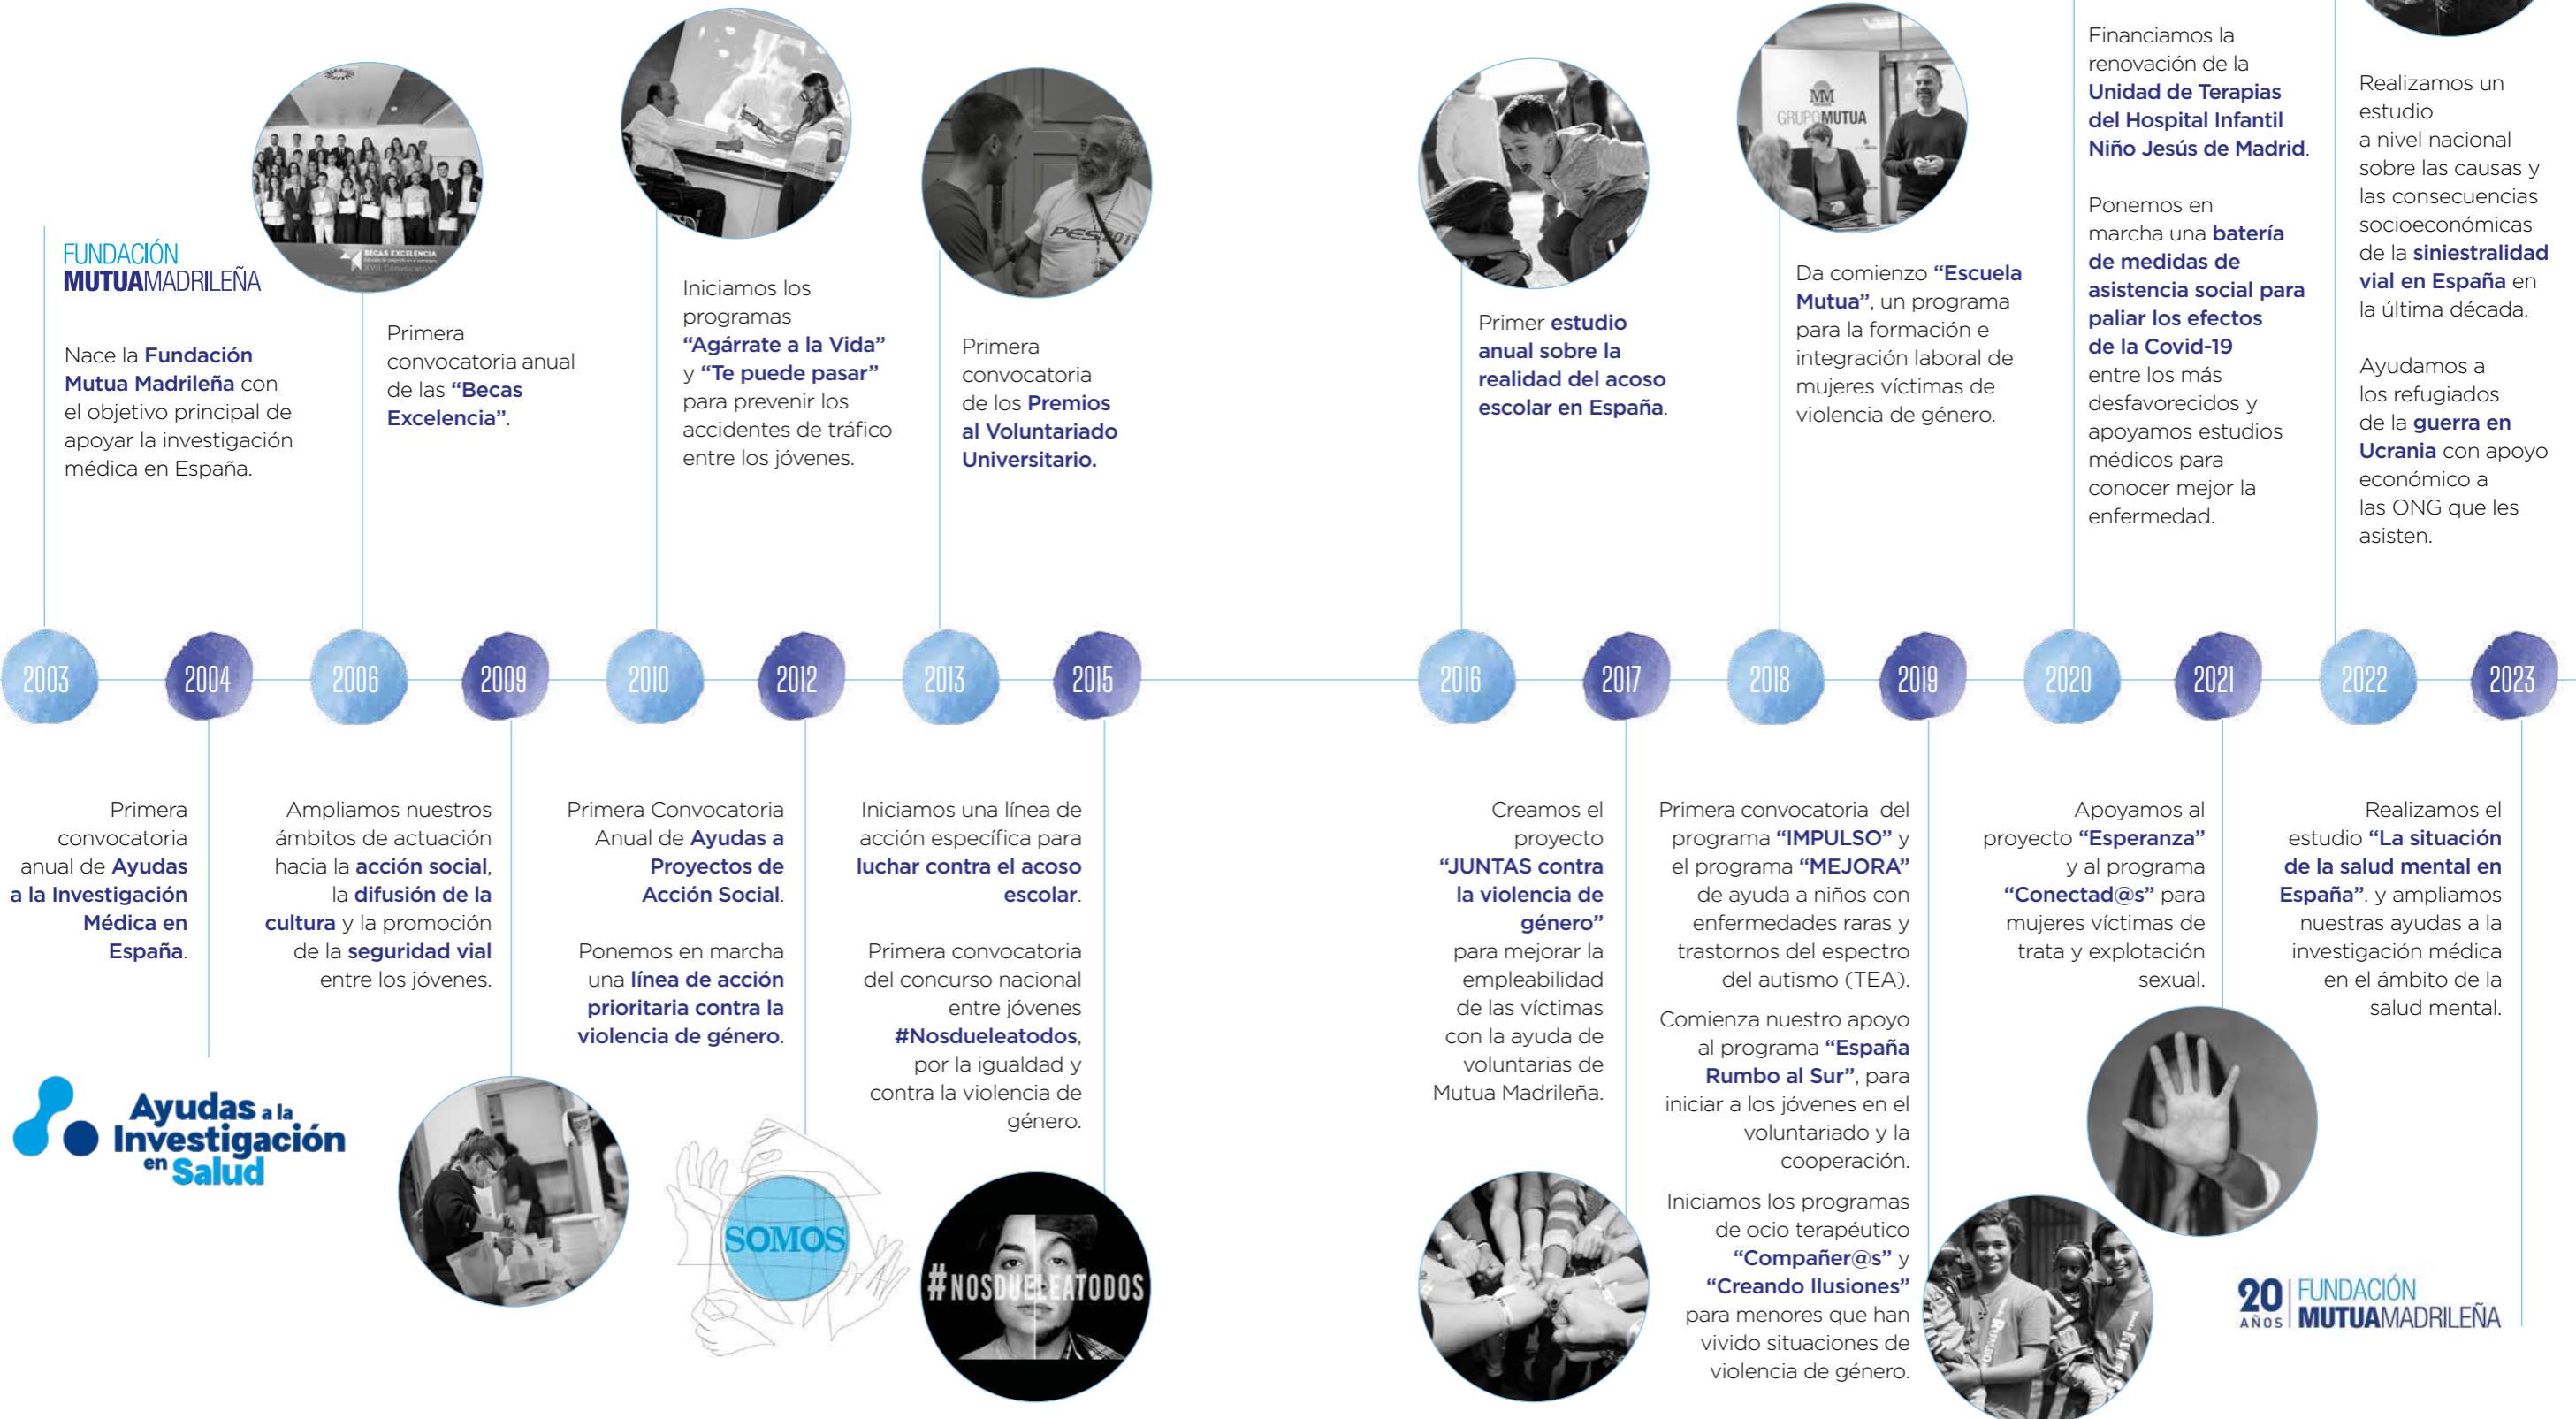 FUNDACIÓN
MUTUAMADRILEÑA
Nace la Fundación
Mutua Madrileña con
el objetivo principal de
apoyar la investigación
médica en España.
BECAS EXCELENCIA
XVII Convocatoria
Primera
convocatoria anual
de las “Becas
Excelencia”.
Iniciamos los
programas
“Agárrate a la Vida”
y “Te puede pasar”
para prevenir los
accidentes de tráfico
entre los jóvenes.
PES2011
Primera
convocatoria
de los Premios
al Voluntariado
Universitario.
Primer estudio
anual sobre la
realidad del acoso
escolar en España.
MM
GRUPOMUTUA
Da comienzo “Escuela
Mutua”, un programa
para la formación e
integración laboral de
mujeres víctimas de
violencia de género.
Financiamos la
renovación de la
Unidad de Terapias
del Hospital Infantil
Niño Jesús de Madrid.
Ponemos en
marcha una batería
de medidas de
asistencia social para
paliar los efectos
de la Covid-19
entre los más
desfavorecidos y
apoyamos estudios
médicos para
conocer mejor la
enfermedad.
Realizamos un
estudio
a nivel nacional
sobre las causas y
las consecuencias
socioeconómicas
de la siniestralidad
vial en España en
la última década.
Ayudamos a
los refugiados
de la guerra en
Ucrania con apoyo
económico a
las ONG que les
asisten.
2003 2004 2006 2009 2010 2012 2013 2015 2016 2017 2018 2019 2020 2021 2022 2023
Primera
convocatoria
anual de Ayudas
a la Investigación
Médica en
España.
Ayudas a la
Investigación
en Salud
Ampliamos nuestros
ámbitos de actuación
hacia la acción social,
la difusión de la
cultura y la promoción
de la seguridad vial
entre los jóvenes.
Primera Convocatoria
Anual de Ayudas a
Proyectos de
Acción Social.
Ponemos en marcha
una línea de acción
prioritaria contra la
violencia de género.
SOMOS
Iniciamos una línea de
acción específica para
luchar contra el acoso
escolar.
Primera convocatoria
del concurso nacional
entre jóvenes
#Nosdueleatodos,
por la igualdad y
contra la violencia de
género.
#NOSDUELEATODOS
Creamos el
proyecto
“JUNTAS contra
la violencia de
género”
para mejorar la
empleabilidad
de las víctimas
con la ayuda de
voluntarias de
Mutua Madrileña.
Primera convocatoria del
programa “IMPULSO” y
el programa “MEJORA”
de ayuda a niños con
enfermedades raras y
trastornos del espectro
del autismo (TEA).
Comienza nuestro apoyo
al programa “España
Rumbo al Sur”, para
iniciar a los jóvenes en el
voluntariado y la
cooperación.
Iniciamos los programas
de ocio terapéutico
“Compañer@s” y
“Creando Ilusiones”
para menores que han
vivido situaciones de
violencia de género.
Apoyamos al
proyecto “Esperanza”
y al programa
“Conectad@s” para
mujeres víctimas de
trata y explotación
sexual.
Realizamos el
estudio “La situación
de la salud mental en
España”. y ampliamos
nuestras ayudas a la
investigación médica
en el ámbito de la
salud mental.
20
AÑOS
FUNDACIÓN
MUTUAMADRILEÑA